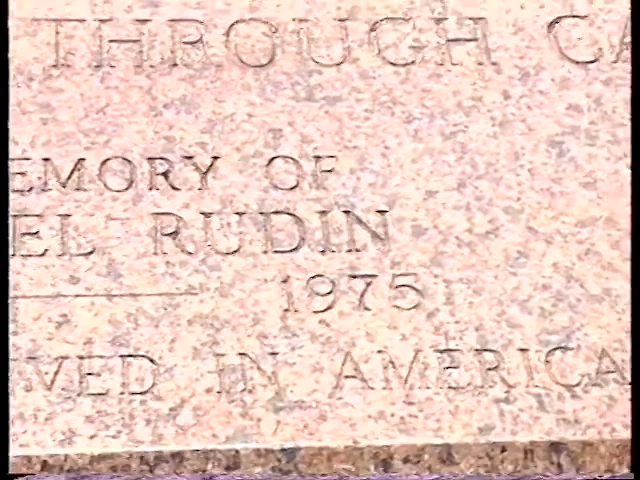 THROUGH CA
EMORY OF
EL RUDIN
1975
VED IN AMERICA